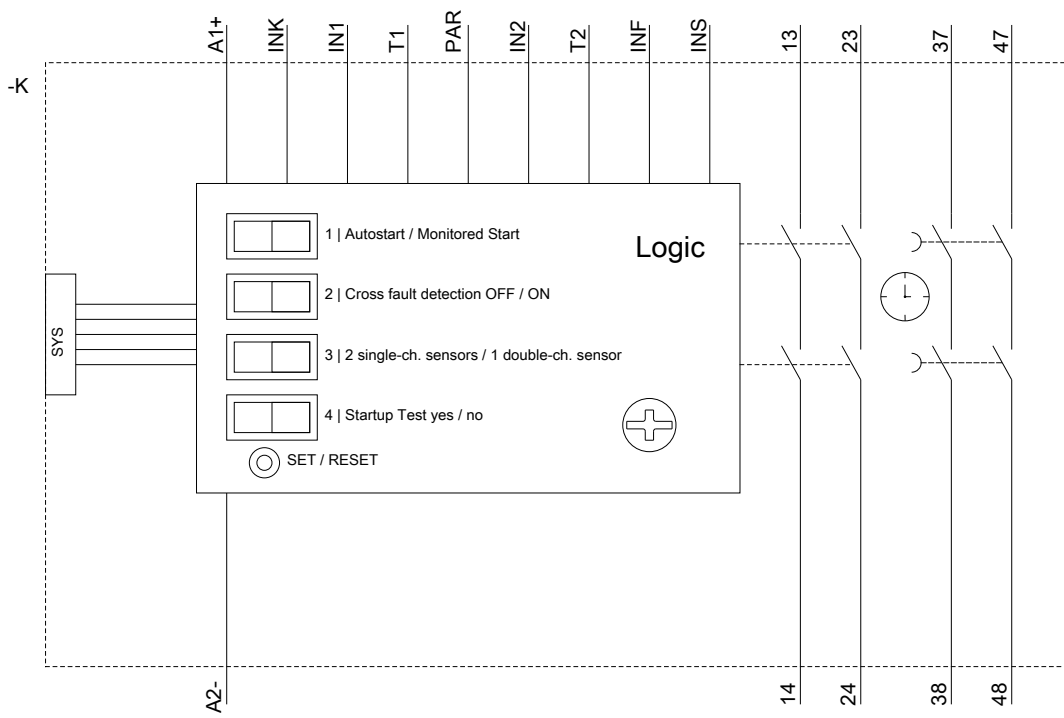 A1+
INK
IN1
T1
PAR
IN2
T2
INF
INS
13
23
37
47
-K
1 | Autostart / Monitored Start
Logic
2 | Cross fault detection OFF / ON
SYS
3 | 2 single-ch. sensors / 1 double-ch. sensor
4 | Startup Test yes / no
SET / RESET
A2-
14
24
38
48